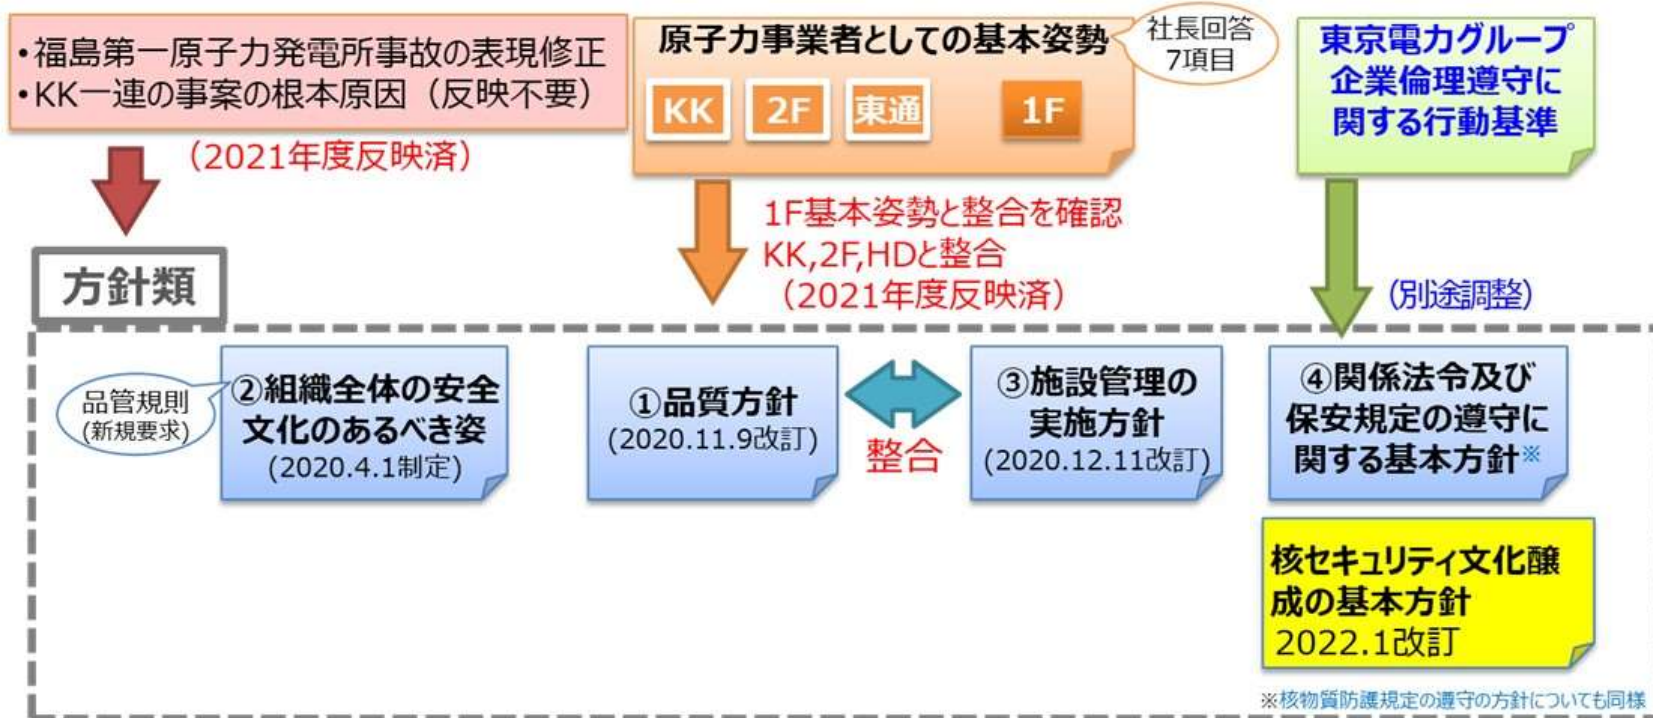 •福島第一原子力発電所事故の表現修正
•KK一連の事案の根本原因（反映不要）
（2021年度反映済）
原子力事業者としての基本姿勢
社長回答
7項目
KK
2F
東通
1F
東京電力グループ
企業倫理遵守に
関する行動基準
1F基本姿勢と整合を確認
KK,2F,HDと整合
（2021年度反映済）
（別途調整）
方針類
品管規則
(新規要求)
②組織全体の安全
文化のあるべき姿
(2020.4.1制定)
①品質方針
(2020.11.9改訂)
整合
③施設管理の
実施方針
(2020.12.11改訂)
④関係法令及び
保安規定の遵守に
関する基本方針※
核セキュリティ文化醸
成の基本方針
2022.1改訂
※核物質防護規定の遵守の方針についても同様